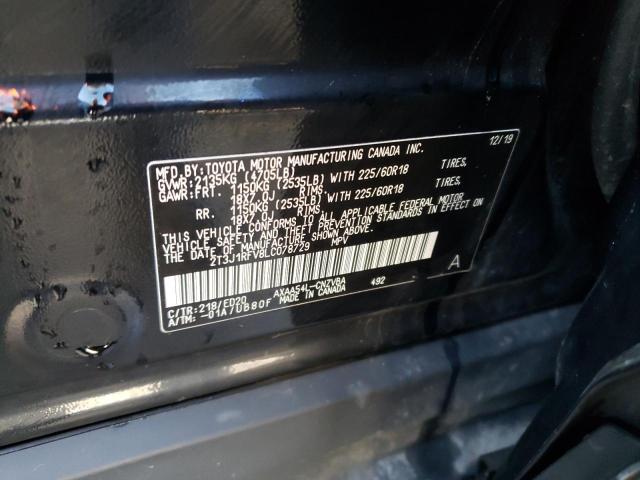 MFD.BY:TOYOTA MOTOR MANUFACTURING CANADA INC. 12/19
GVWR:2135KG (4705LB)
GAWR:FRT. 1150KG (2535LB) WITH 225/60R18 TIRES,
18X7.0J RIMS,
RR. 1150KG (2535LB) WITH 225/60R18 TIRES,
18X7.0J RIMS
THIS VEHICLE CONFORMS TO ALL APPLICABLE FEDERAL MOTOR
VEHICLE SAFETY AND THEFT PREVENTION STANDARDS IN EFFECT ON
THE DATE OF MANUFACTURE SHOWN ABOVE.
2T3J1RFV8LC078729 MPV
A
C/TR:218/FD20 AXAA54L-CNZVBA 492
A/TM:-01A/UB80F MADE IN CANADA